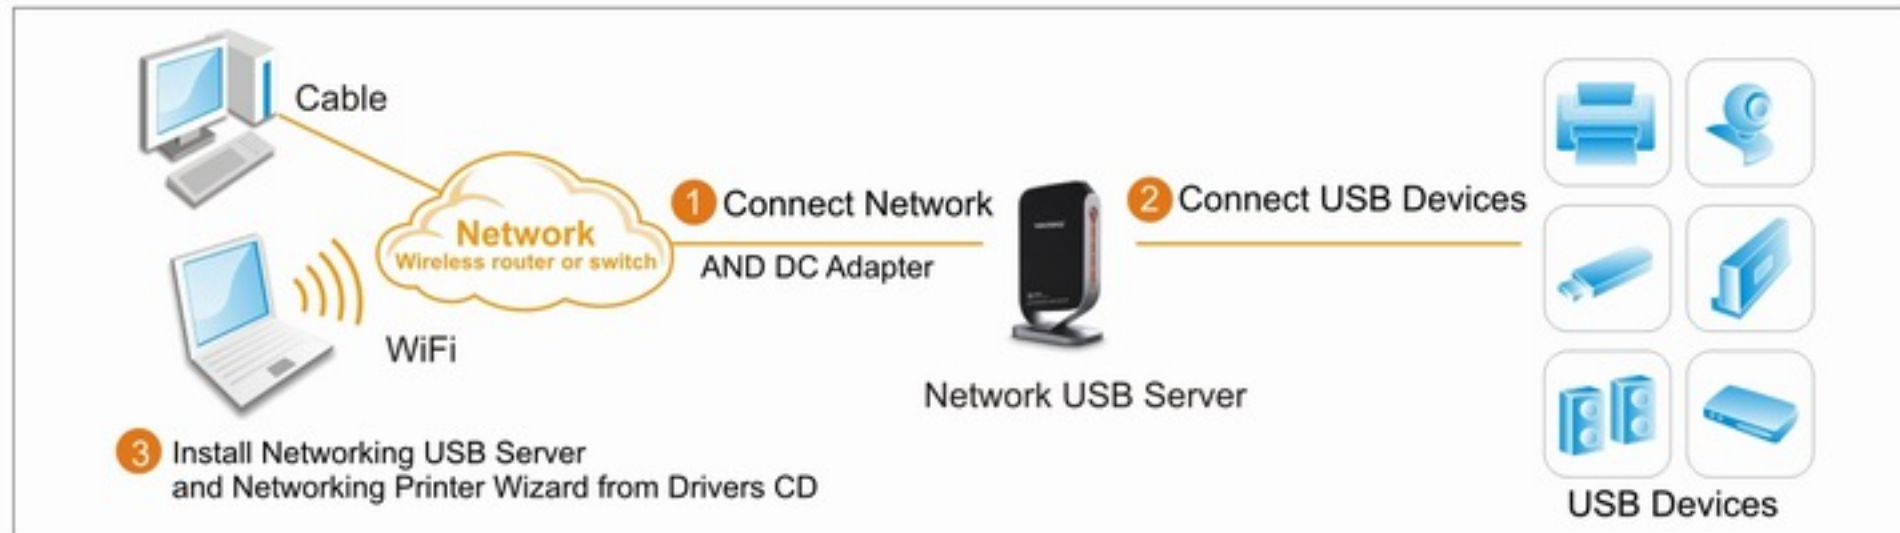 Cable
Network
Wireless router or switch
WiFi
1 Connect Network
AND DC Adapter
Network USB Server
2 Connect USB Devices
USB Devices
3 Install Networking USB Server
and Networking Printer Wizard from Drivers CD